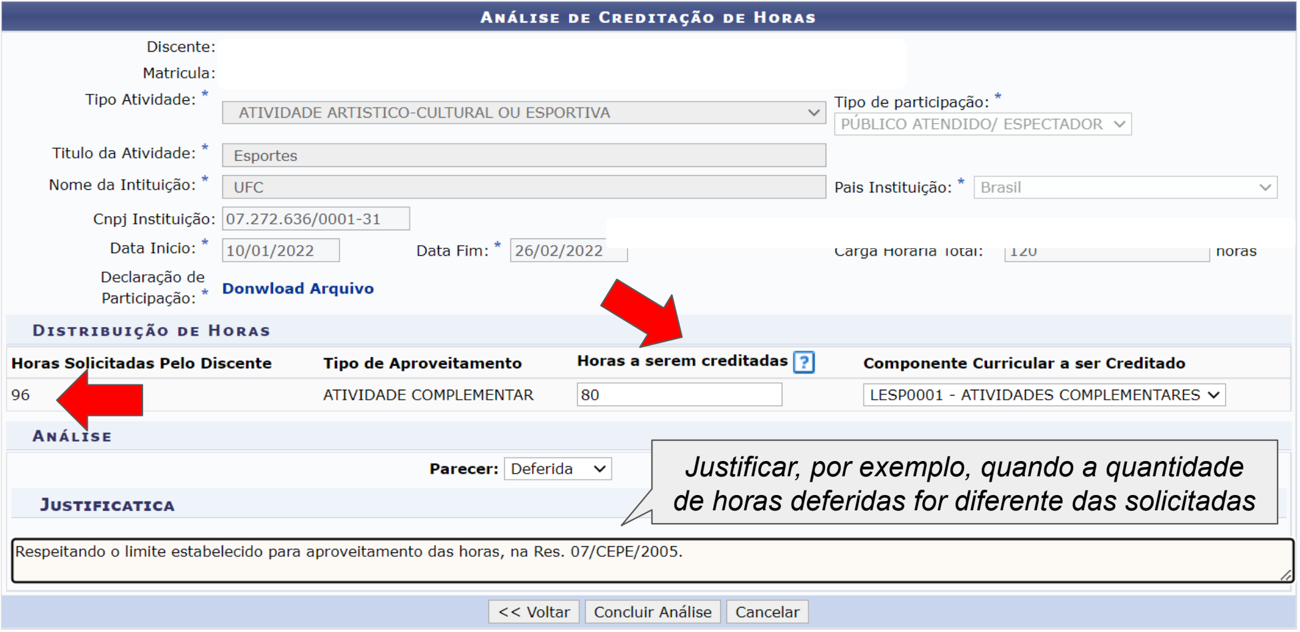 ANÁLISE DE CREDITAÇÃO DE HORAS
Discente:
Matricula:
Tipo Atividade: * ATIVIDADE ARTISTICO-CULTURAL OU ESPORTIVA Tipo de participação: *
PÚBLICO ATENDIDO/ ESPECTADOR
Titulo da Atividade: * Esportes
Nome da Intituição: * UFC Pais Instituição: * Brasil
Cnpj Instituição: 07.272.636/0001-31
Data Inicio: * 10/01/2022 Data Fim: * 26/02/2022 Carga Horaria Total: 120 horas
Declaração de
Participação: * Donwload Arquivo
DISTRIBUIÇÃO DE HORAS
Horas Solicitadas Pelo Discente Tipo de Aproveitamento Horas a serem creditadas ? Componente Curricular a ser Creditado
96 ATIVIDADE COMPLEMENTAR 80 LESP0001 - ATIVIDADES COMPLEMENTARES
ANÁLISE
Parecer: Deferida
Justificar, por exemplo, quando a quantidade
de horas deferidas for diferente das solicitadas
JUSTIFICATICA
Respeitando o limite estabelecido para aproveitamento das horas, na Res. 07/CEPE/2005.
<< Voltar Concluir Análise Cancelar